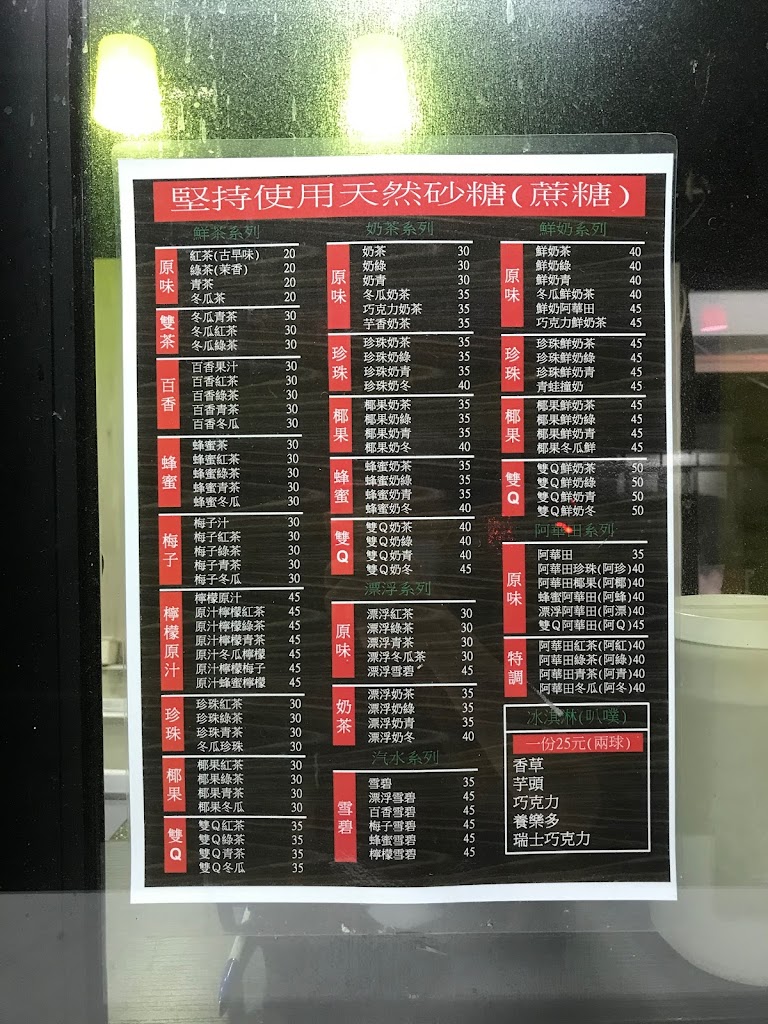 堅持使用天然砂糖(蔗糖)
鮮茶系列
原味
紅茶(古早味) 20
綠茶(茉香) 20
青茶 20
冬瓜茶 20
雙茶
冬瓜青茶 30
冬瓜紅茶 30
冬瓜綠茶 30
百香
百香果汁 30
百香紅茶 30
百香綠茶 30
百香青茶 30
百香冬瓜 30
蜂蜜
蜂蜜茶 30
蜂蜜紅茶 30
蜂蜜綠茶 30
蜂蜜青茶 30
蜂蜜冬瓜 30
梅子
梅子汁 30
梅子紅茶 30
梅子綠茶 30
梅子青茶 30
梅子冬瓜 30
檸檬原汁
檸檬原汁 45
原汁檸檬紅茶 45
原汁檸檬綠茶 45
原汁檸檬青茶 45
原汁冬瓜檸檬 45
原汁檸檬梅子 45
原汁蜂蜜檸檬 45
珍珠
珍珠紅茶 30
珍珠綠茶 30
珍珠青茶 30
冬瓜珍珠 30
椰果
椰果紅茶 30
椰果綠茶 30
椰果青茶 30
椰果冬瓜 30
雙Q
雙Q紅茶 35
雙Q綠茶 35
雙Q青茶 35
雙Q冬瓜 35
奶茶系列
原味
奶茶 30
奶綠 30
奶青 30
冬瓜奶茶 35
巧克力奶茶 35
芋香奶茶 35
珍珠
珍珠奶茶 35
珍珠奶綠 35
珍珠奶青 35
珍珠奶冬 40
椰果
椰果奶茶 35
椰果奶綠 35
椰果奶青 35
椰果奶冬 40
蜂蜜
蜂蜜奶茶 35
蜂蜜奶綠 35
蜂蜜奶青 35
蜂蜜奶冬 40
雙Q
雙Q奶茶 40
雙Q奶綠 40
雙Q奶青 40
雙Q奶冬 45
漂浮系列
原味
漂浮紅茶 30
漂浮綠茶 30
漂浮青茶 30
漂浮冬瓜茶 30
漂浮雪碧 45
奶茶
漂浮奶茶 35
漂浮奶綠 35
漂浮奶青 35
漂浮奶冬 40
汽水系列
雪碧
雪碧 35
漂浮雪碧 45
百香雪碧 45
梅子雪碧 45
蜂蜜雪碧 45
檸檬雪碧 45
鮮奶系列
原味
鮮奶茶 40
鮮奶綠 40
鮮奶青 40
冬瓜鮮奶茶 40
鮮奶阿華田 45
巧克力鮮奶茶 45
珍珠
珍珠鮮奶茶 45
珍珠鮮奶綠 45
珍珠鮮奶青 45
青蛙撞奶 45
椰果
椰果鮮奶茶 45
椰果鮮奶綠 45
椰果鮮奶青 45
椰果冬瓜鮮 45
雙Q
雙Q鮮奶茶 50
雙Q鮮奶綠 50
雙Q鮮奶青 50
雙Q鮮奶冬 50
阿華田系列
原味
阿華田 35
阿華田珍珠(阿珍)40
阿華田椰果(阿椰)40
蜂蜜阿華田(阿蜂)40
漂浮阿華田(阿漂)40
雙Q阿華田(阿Q)45
特調
阿華田紅茶(阿紅)40
阿華田綠茶(阿綠)40
阿華田青茶(阿青)40
阿華田冬瓜(阿冬)40
冰淇淋(叭噗)
一份25元(兩球)
香草
芋頭
巧克力
養樂多
瑞士巧克力